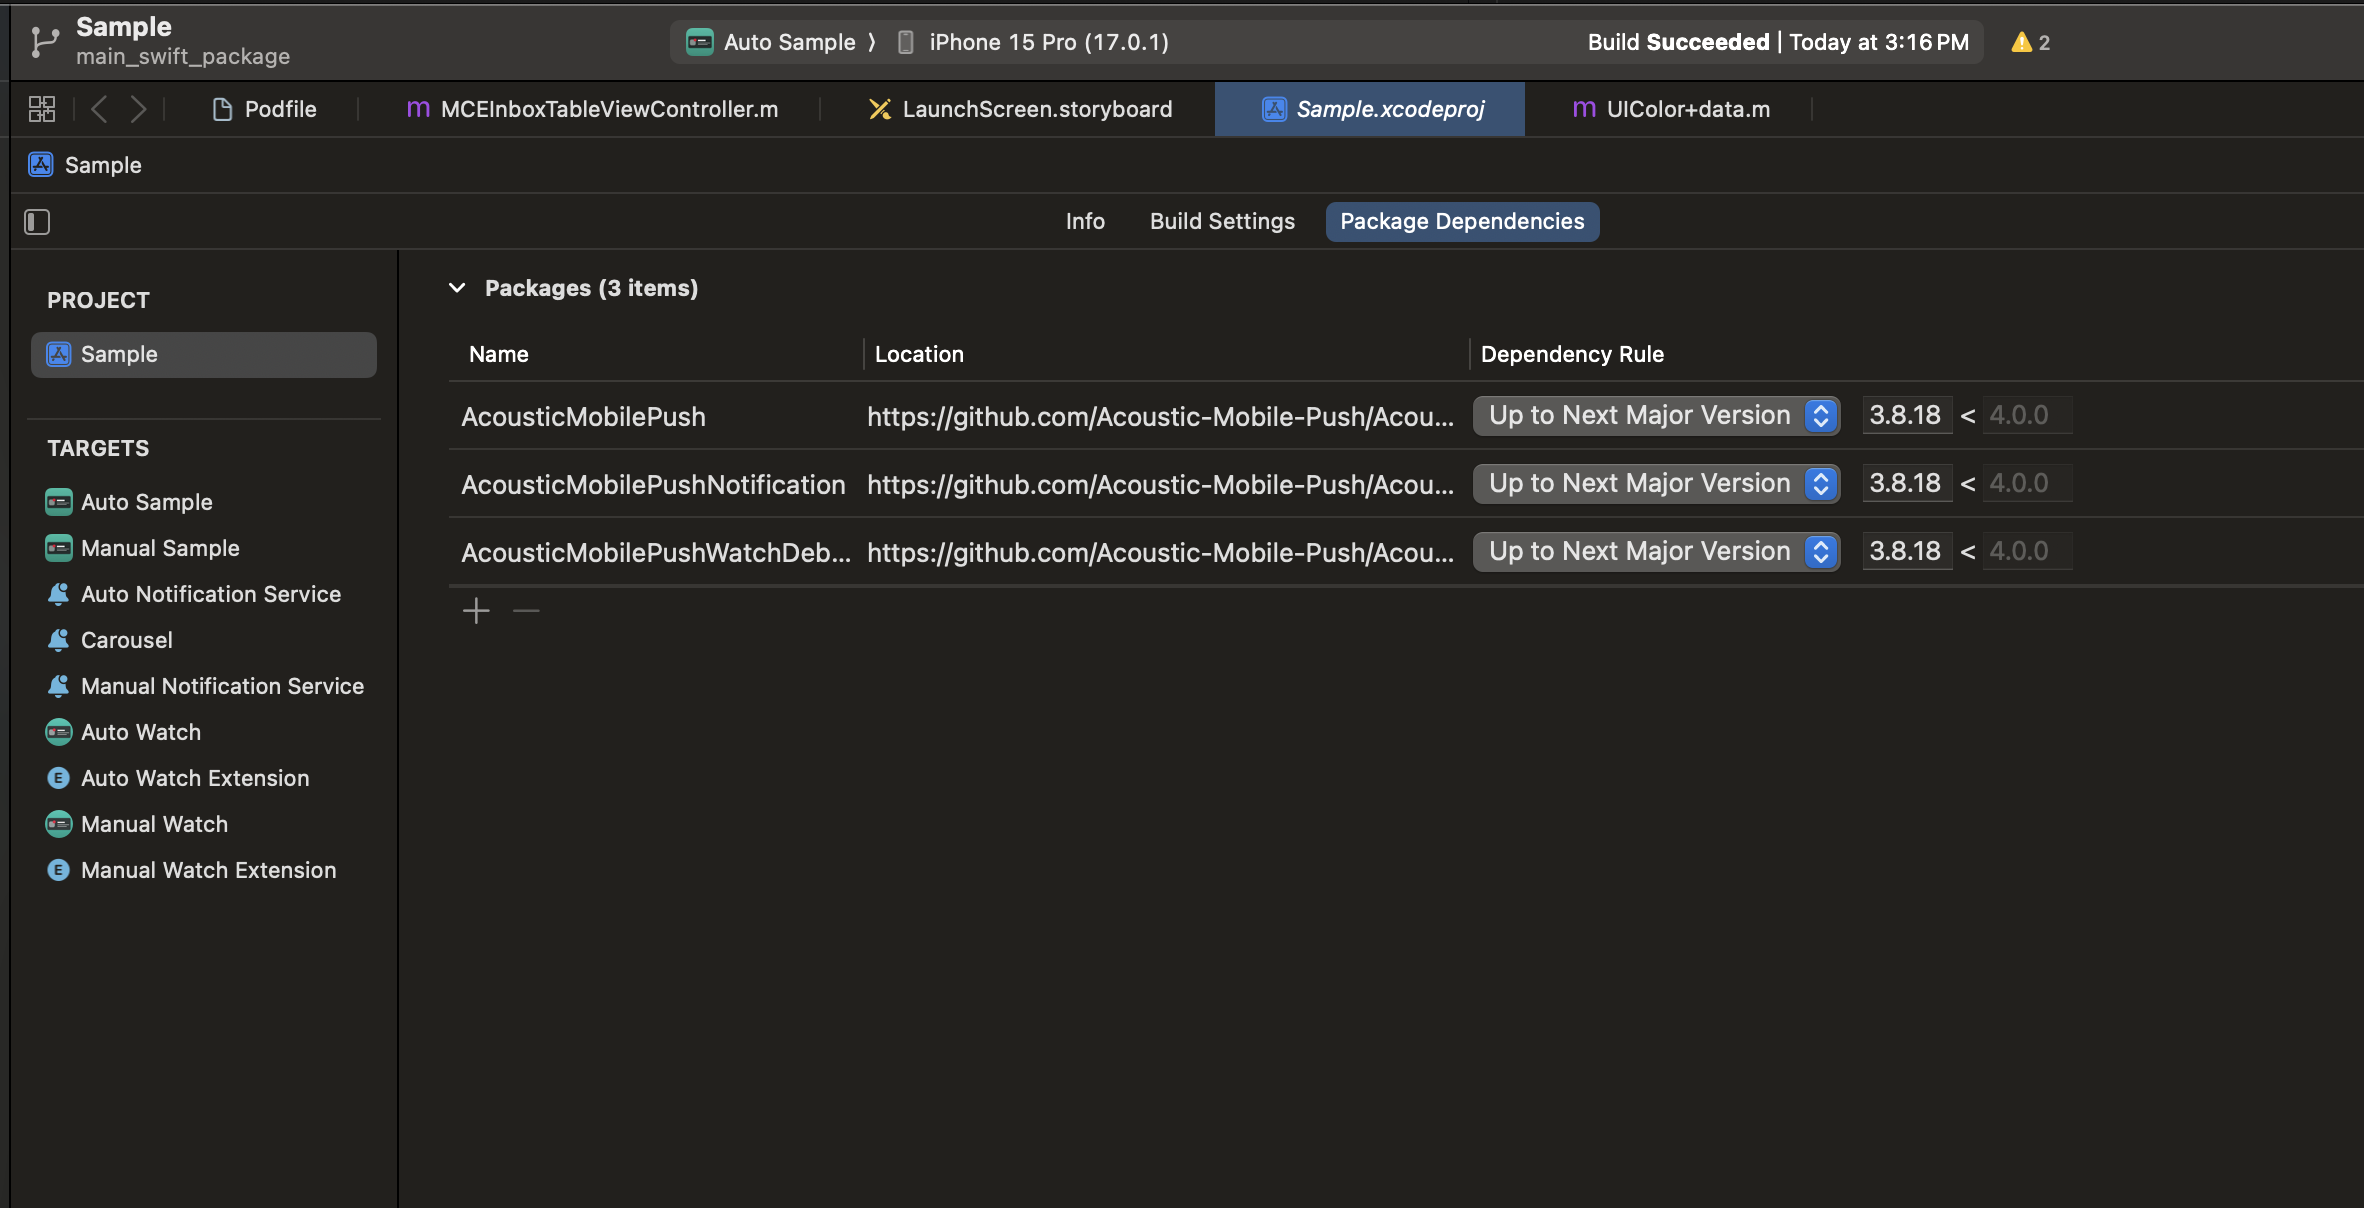 Sample
main_swift_package
Auto Sample ⟩ iPhone 15 Pro (17.0.1)
Build Succeeded | Today at 3:16 PM
2
Podfile
m MCEInboxTableViewController.m
LaunchScreen.storyboard
Sample.xcodeproj
m UIColor+data.m
Sample
Info
Build Settings
Package Dependencies
PROJECT
Sample
TARGETS
Auto Sample
Manual Sample
Auto Notification Service
Carousel
Manual Notification Service
Auto Watch
E Auto Watch Extension
Manual Watch
E Manual Watch Extension
Packages (3 items)
Name Location Dependency Rule
AcousticMobilePush https://github.com/Acoustic-Mobile-Push/Acou... Up to Next Major Version 3.8.18 < 4.0.0
AcousticMobilePushNotification https://github.com/Acoustic-Mobile-Push/Acou... Up to Next Major Version 3.8.18 < 4.0.0
AcousticMobilePushWatchDeb... https://github.com/Acoustic-Mobile-Push/Acou... Up to Next Major Version 3.8.18 < 4.0.0